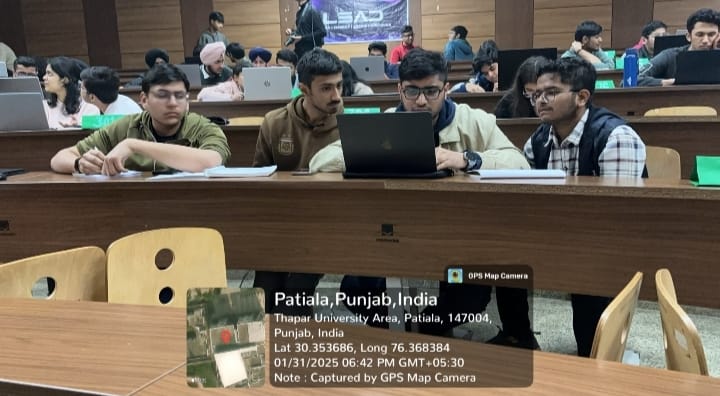 LEAD
GPS Map Camera
Patiala,Punjab,India
Thapar University Area, Patiala, 147004,
Punjab, India
Lat 30.353686, Long 76.368384
01/31/2025 06:42 PM GMT+05:30
Note : Captured by GPS Map Camera